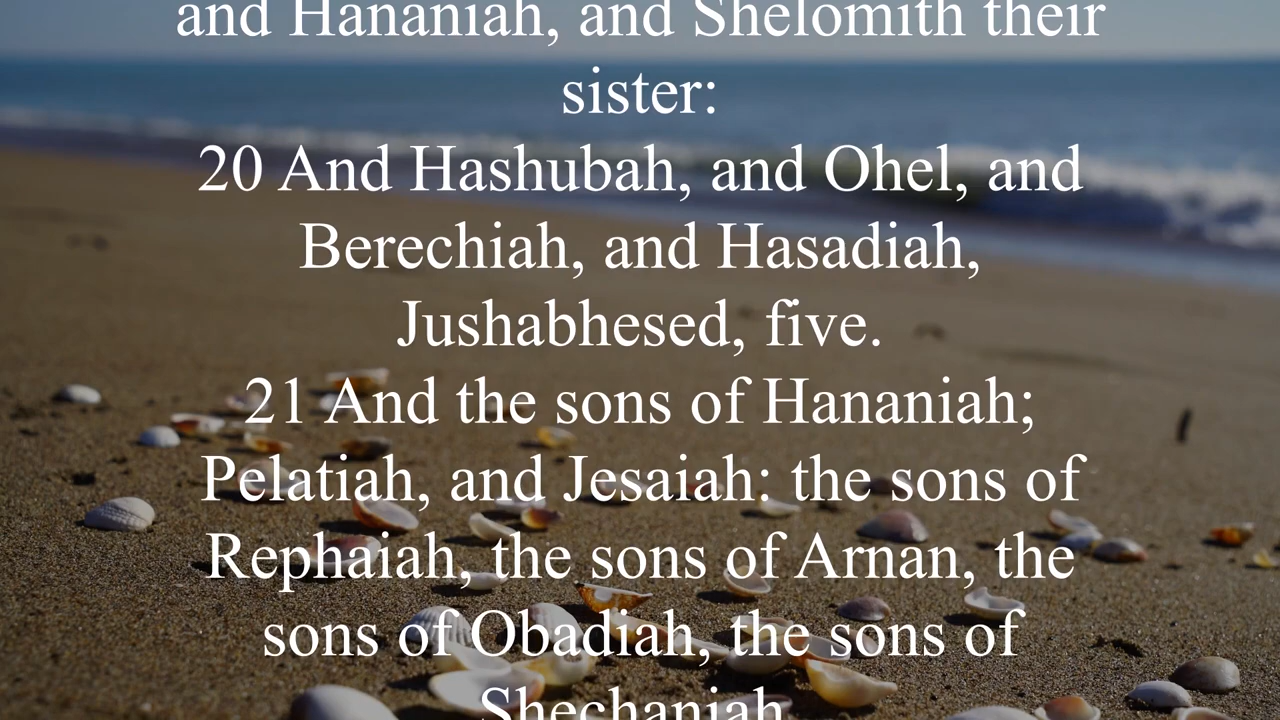 and Hananiah, and Shelomith their
sister:
20 And Hashubah, and Ohel, and
Berechiah, and Hasadiah,
Jushabhesed, five.
21 And the sons of Hananiah;
Pelatiah, and Jesaiah: the sons of
Rephaiah, the sons of Arnan, the
sons of Obadiah, the sons of
Shechaniah.